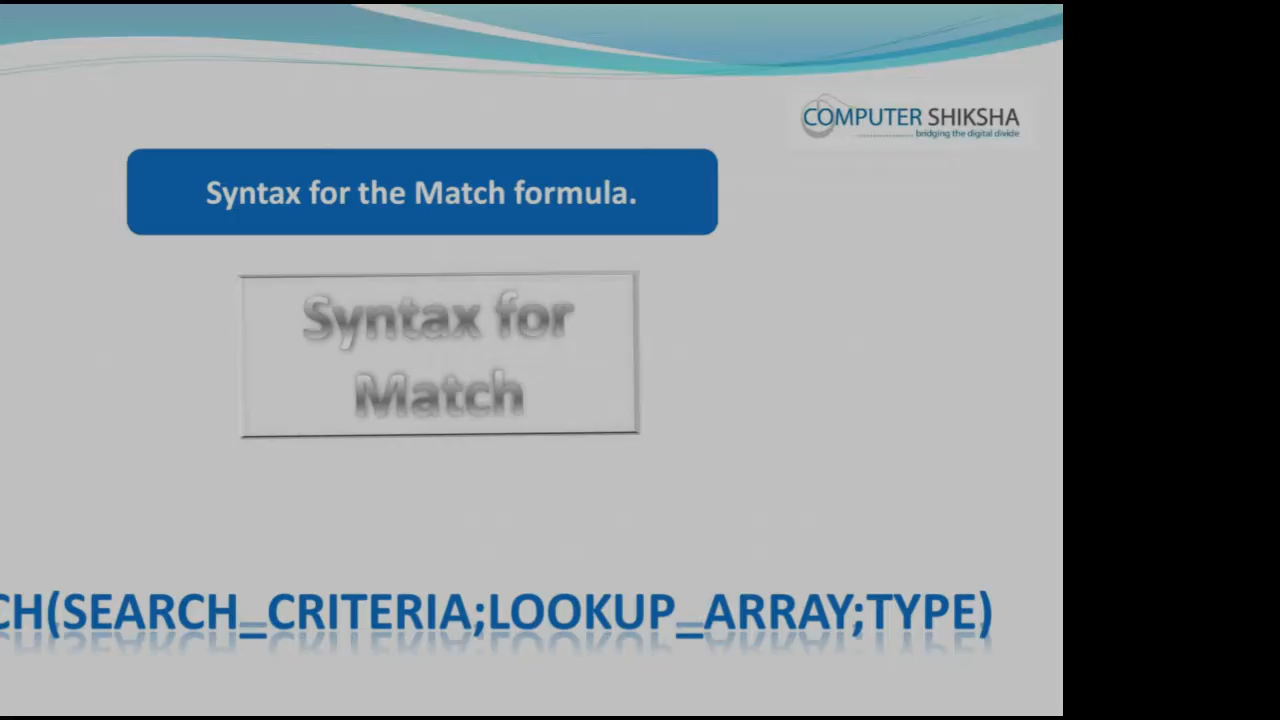 COMPUTER SHIKSHA
bridging the digital divide
Syntax for the Match formula.
Syntax for
Match
CH(SEARCH_CRITERIA;LOOKUP_ARRAY;TYPE)